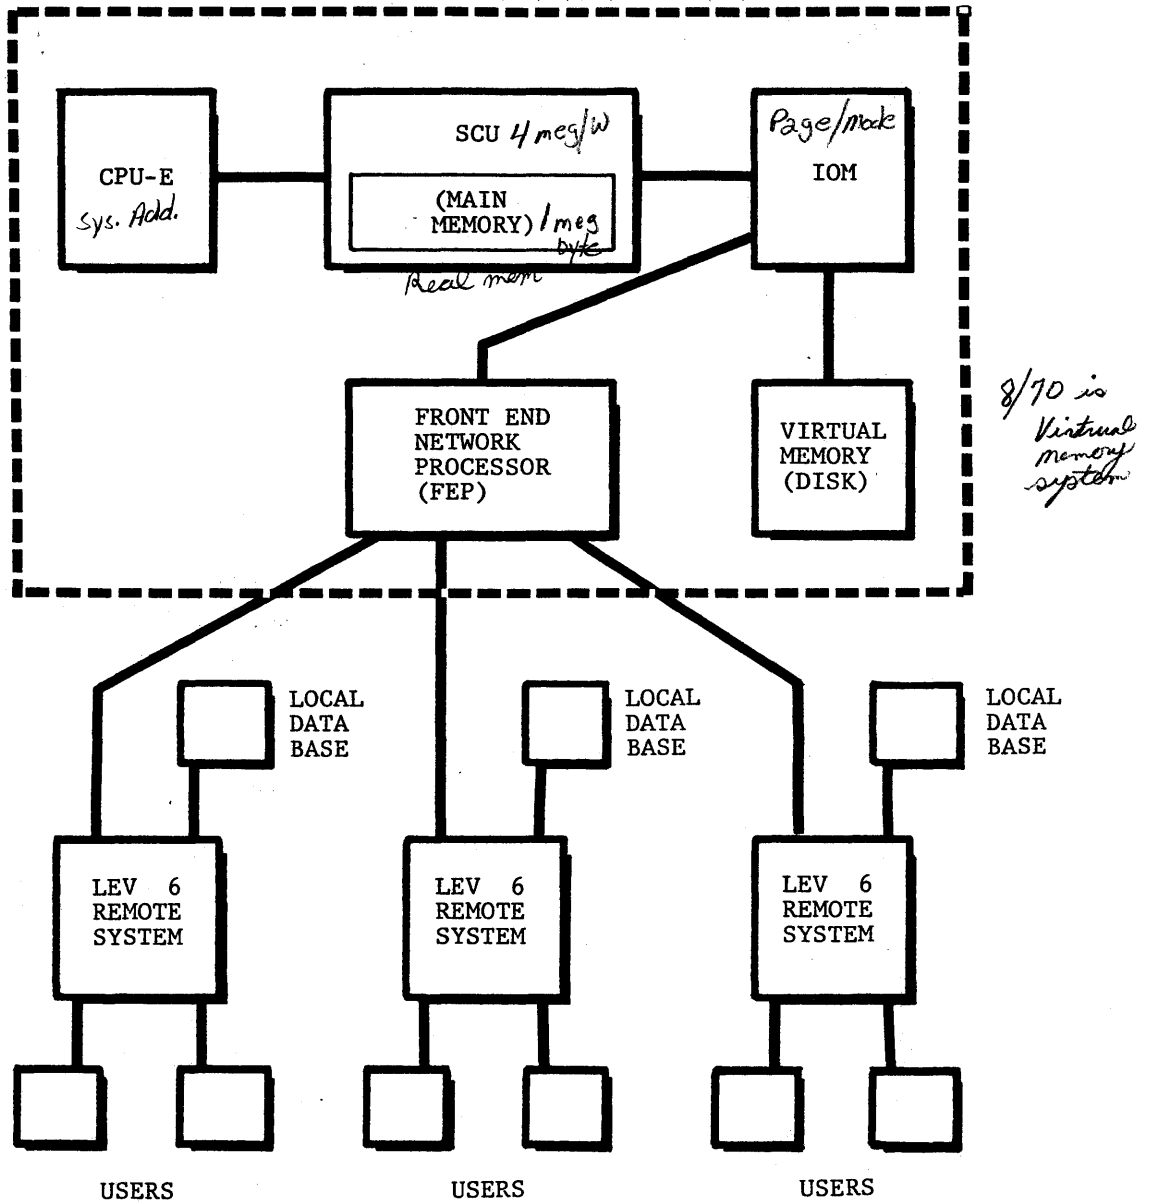 CPU-E
Sys. Add.
SCU 4 meg/W
(MAIN
MEMORY) 1 meg
byte
Real mem
Page/mode
IOM
FRONT END
NETWORK
PROCESSOR
(FEP)
VIRTUAL
MEMORY
(DISK)
8/70 is
Virtrual
memory
system
LOCAL
DATA
BASE
LOCAL
DATA
BASE
LOCAL
DATA
BASE
LEV 6
REMOTE
SYSTEM
LEV 6
REMOTE
SYSTEM
LEV 6
REMOTE
SYSTEM
USERS
USERS
USERS